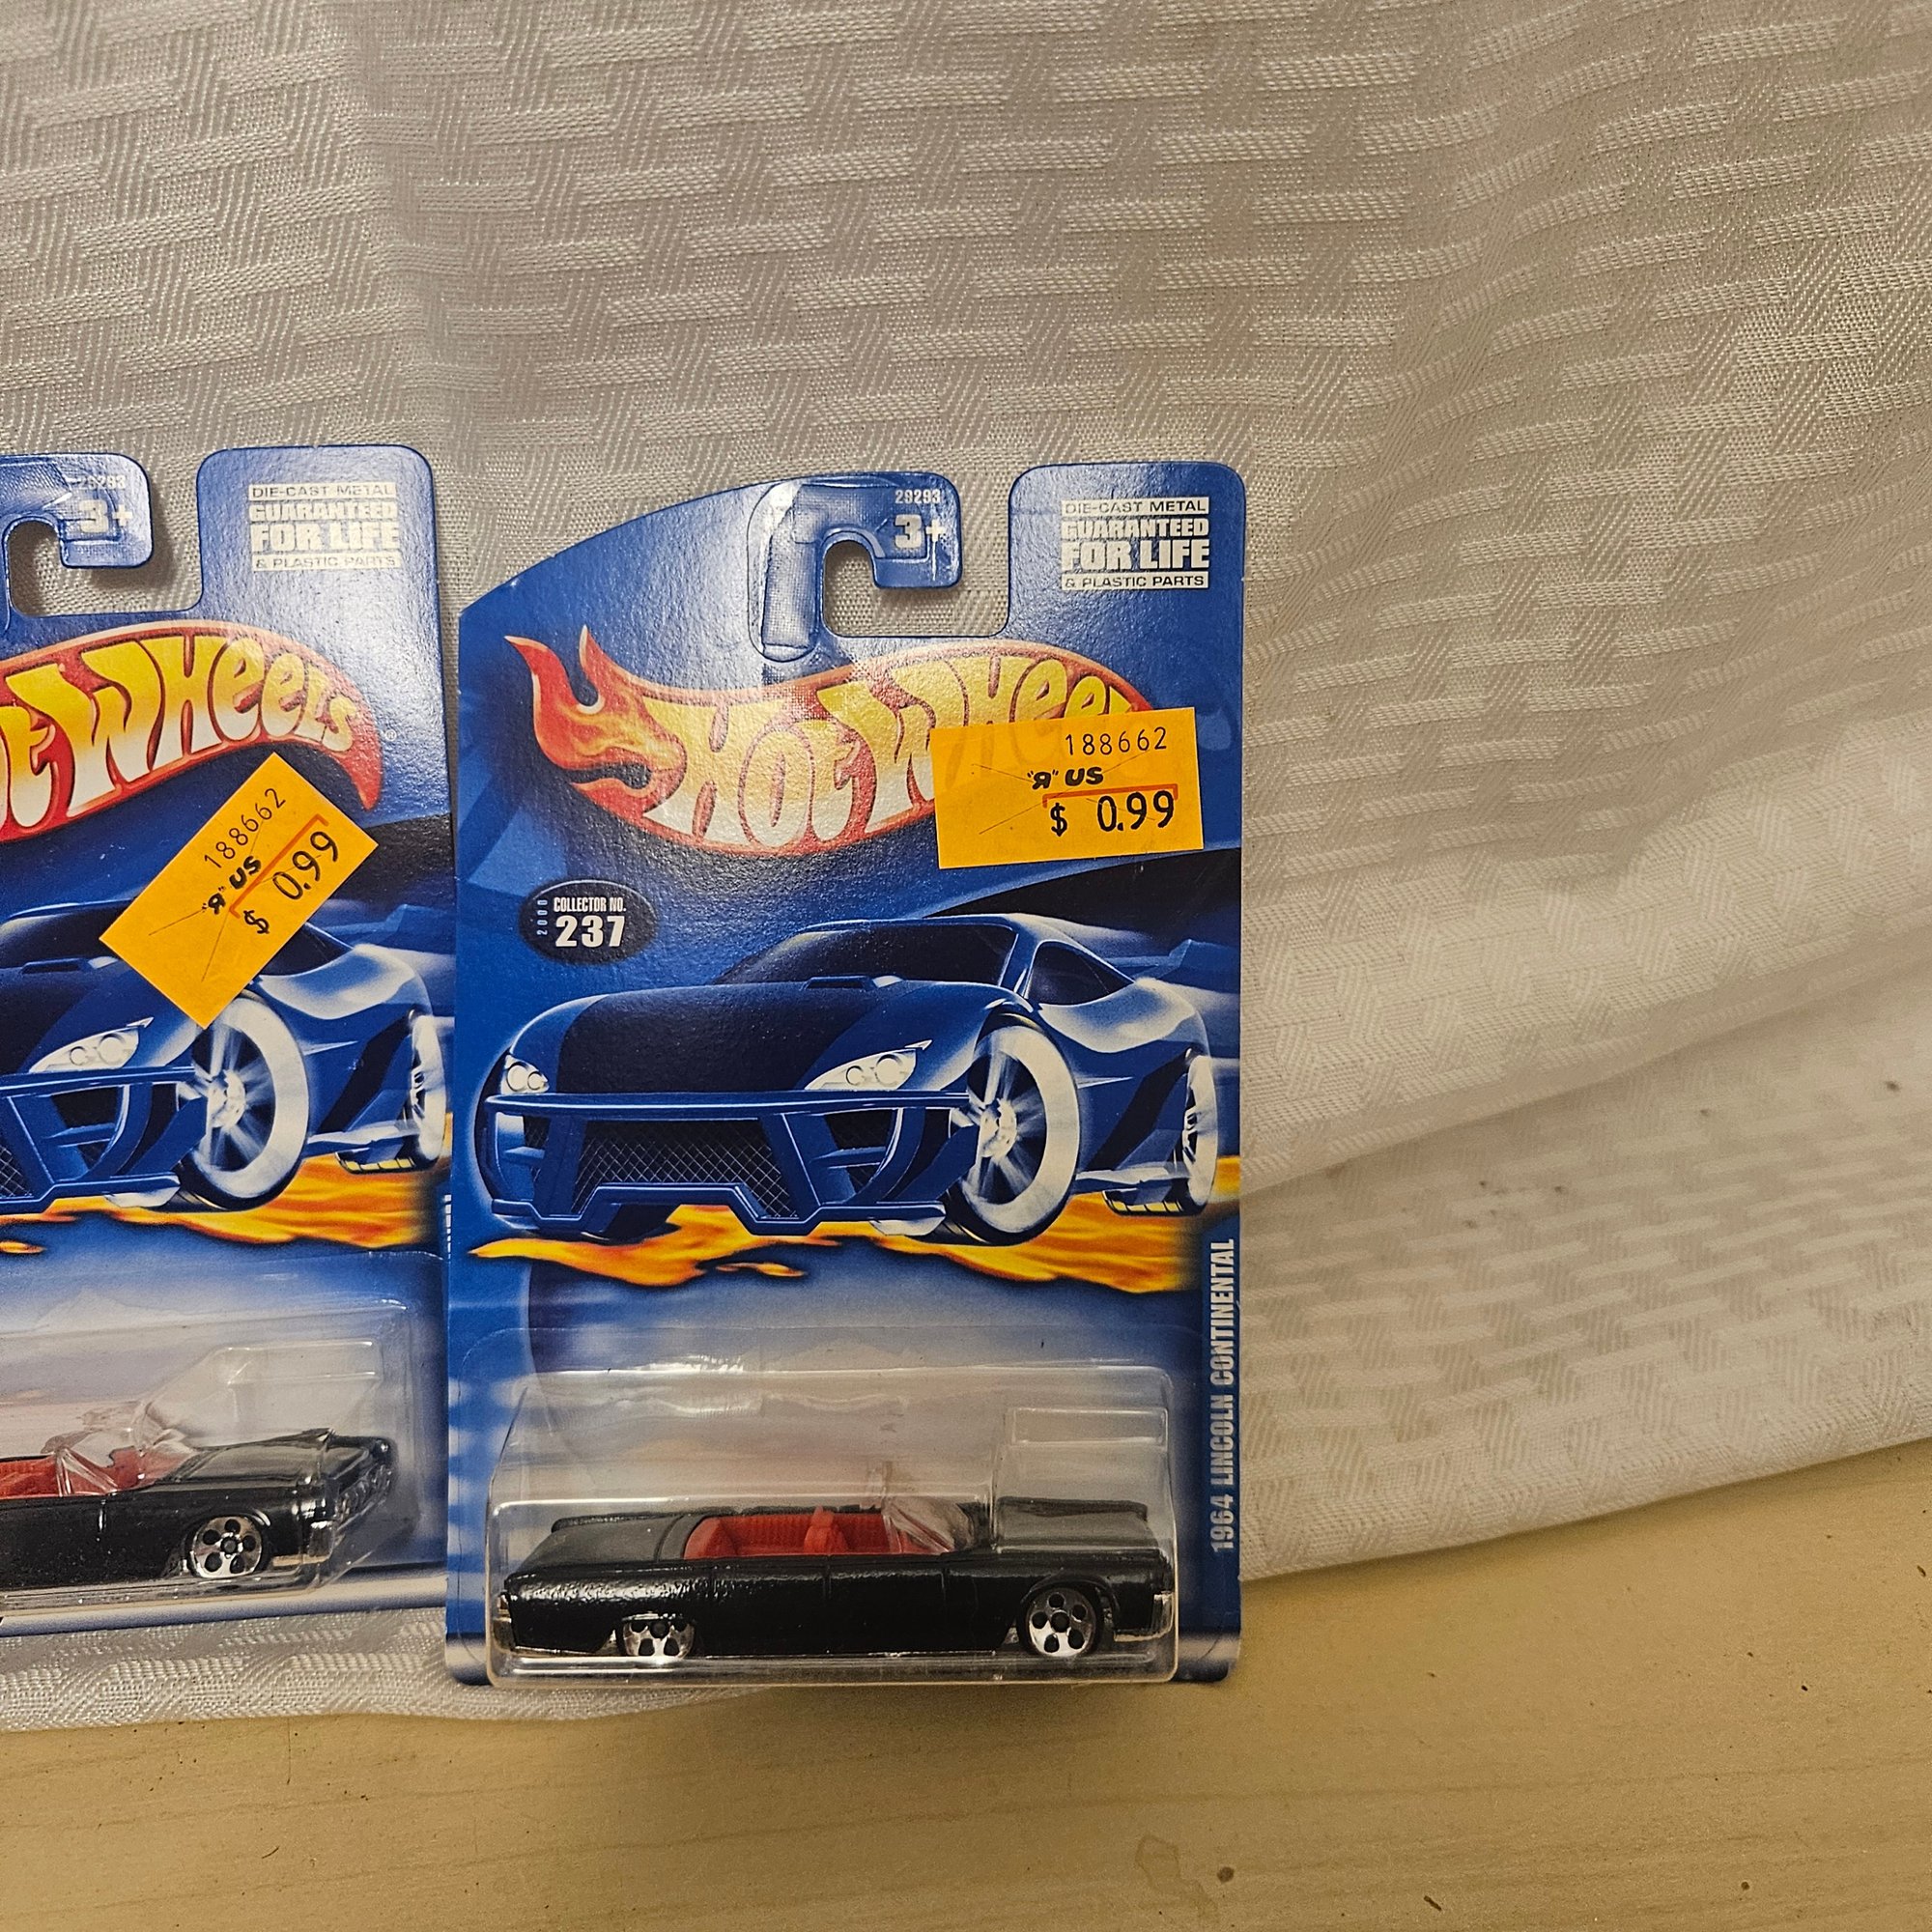 29293
3+
DIE-CAST METAL
GUARANTEED
FOR LIFE
& PLASTIC PARTS
ot Wheels
®
188662
"Я" US
$ 0.99
29293
3+
DIE-CAST METAL
GUARANTEED
FOR LIFE
& PLASTIC PARTS
Hot Wheels
188662
"Я" US
$ 0.99
2000
COLLECTOR NO.
237
1964 LINCOLN CONTINENTAL